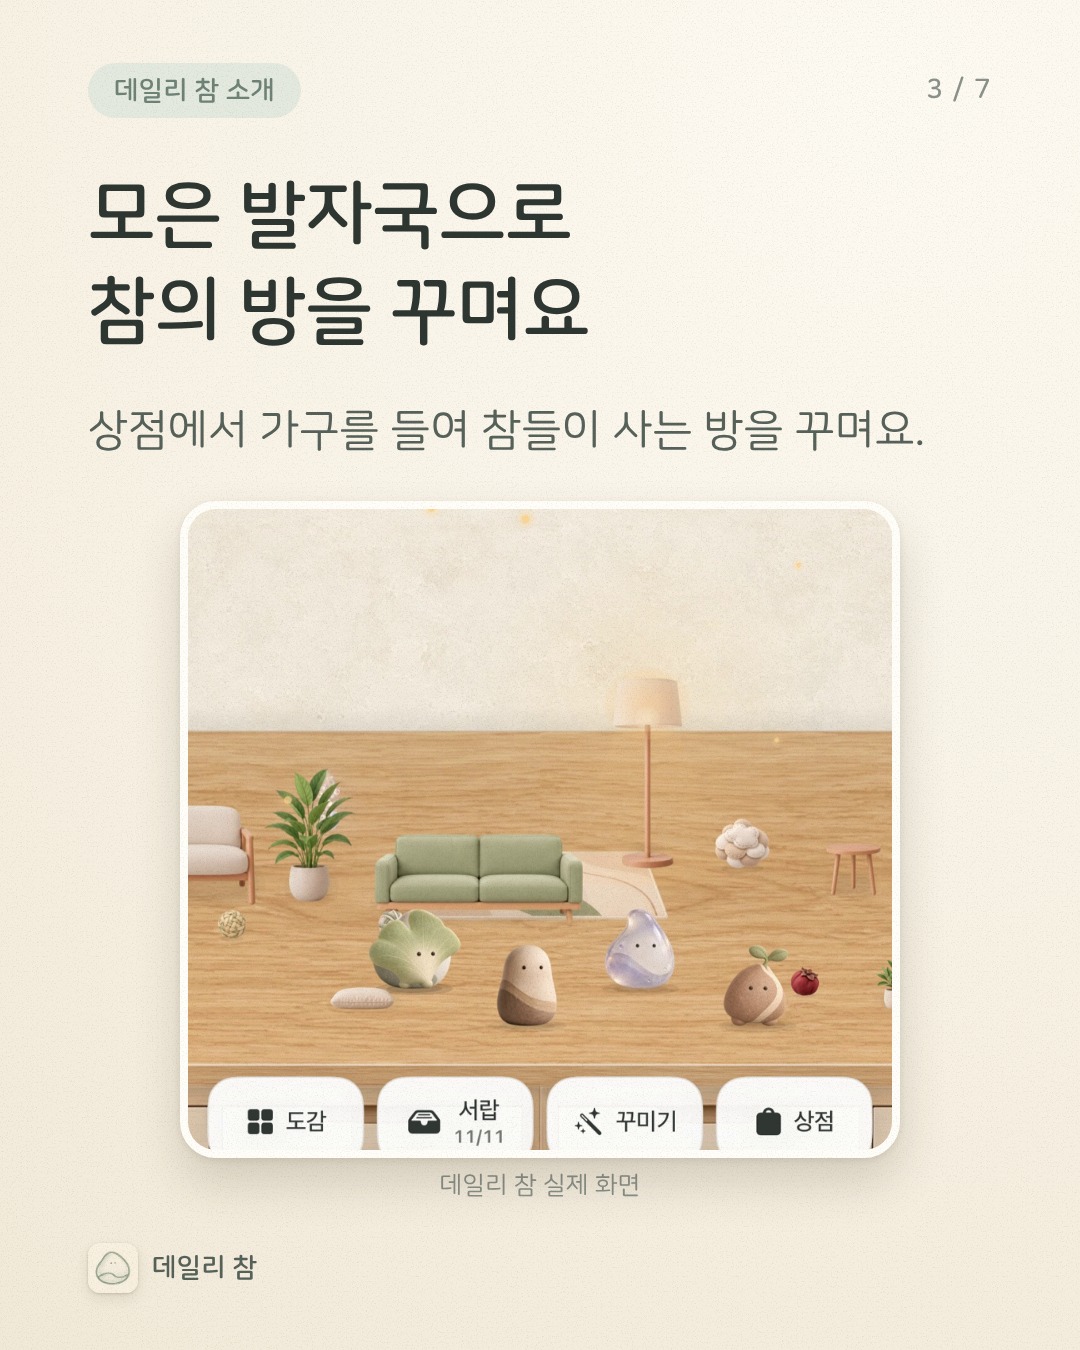 데일리 참 소개
3 / 7
모은 발자국으로
참의 방을 꾸며요
상점에서 가구를 들여 참들이 사는 방을 꾸며요.
도감
서랍
11/11
꾸미기
상점
데일리 참 실제 화면
데일리 참